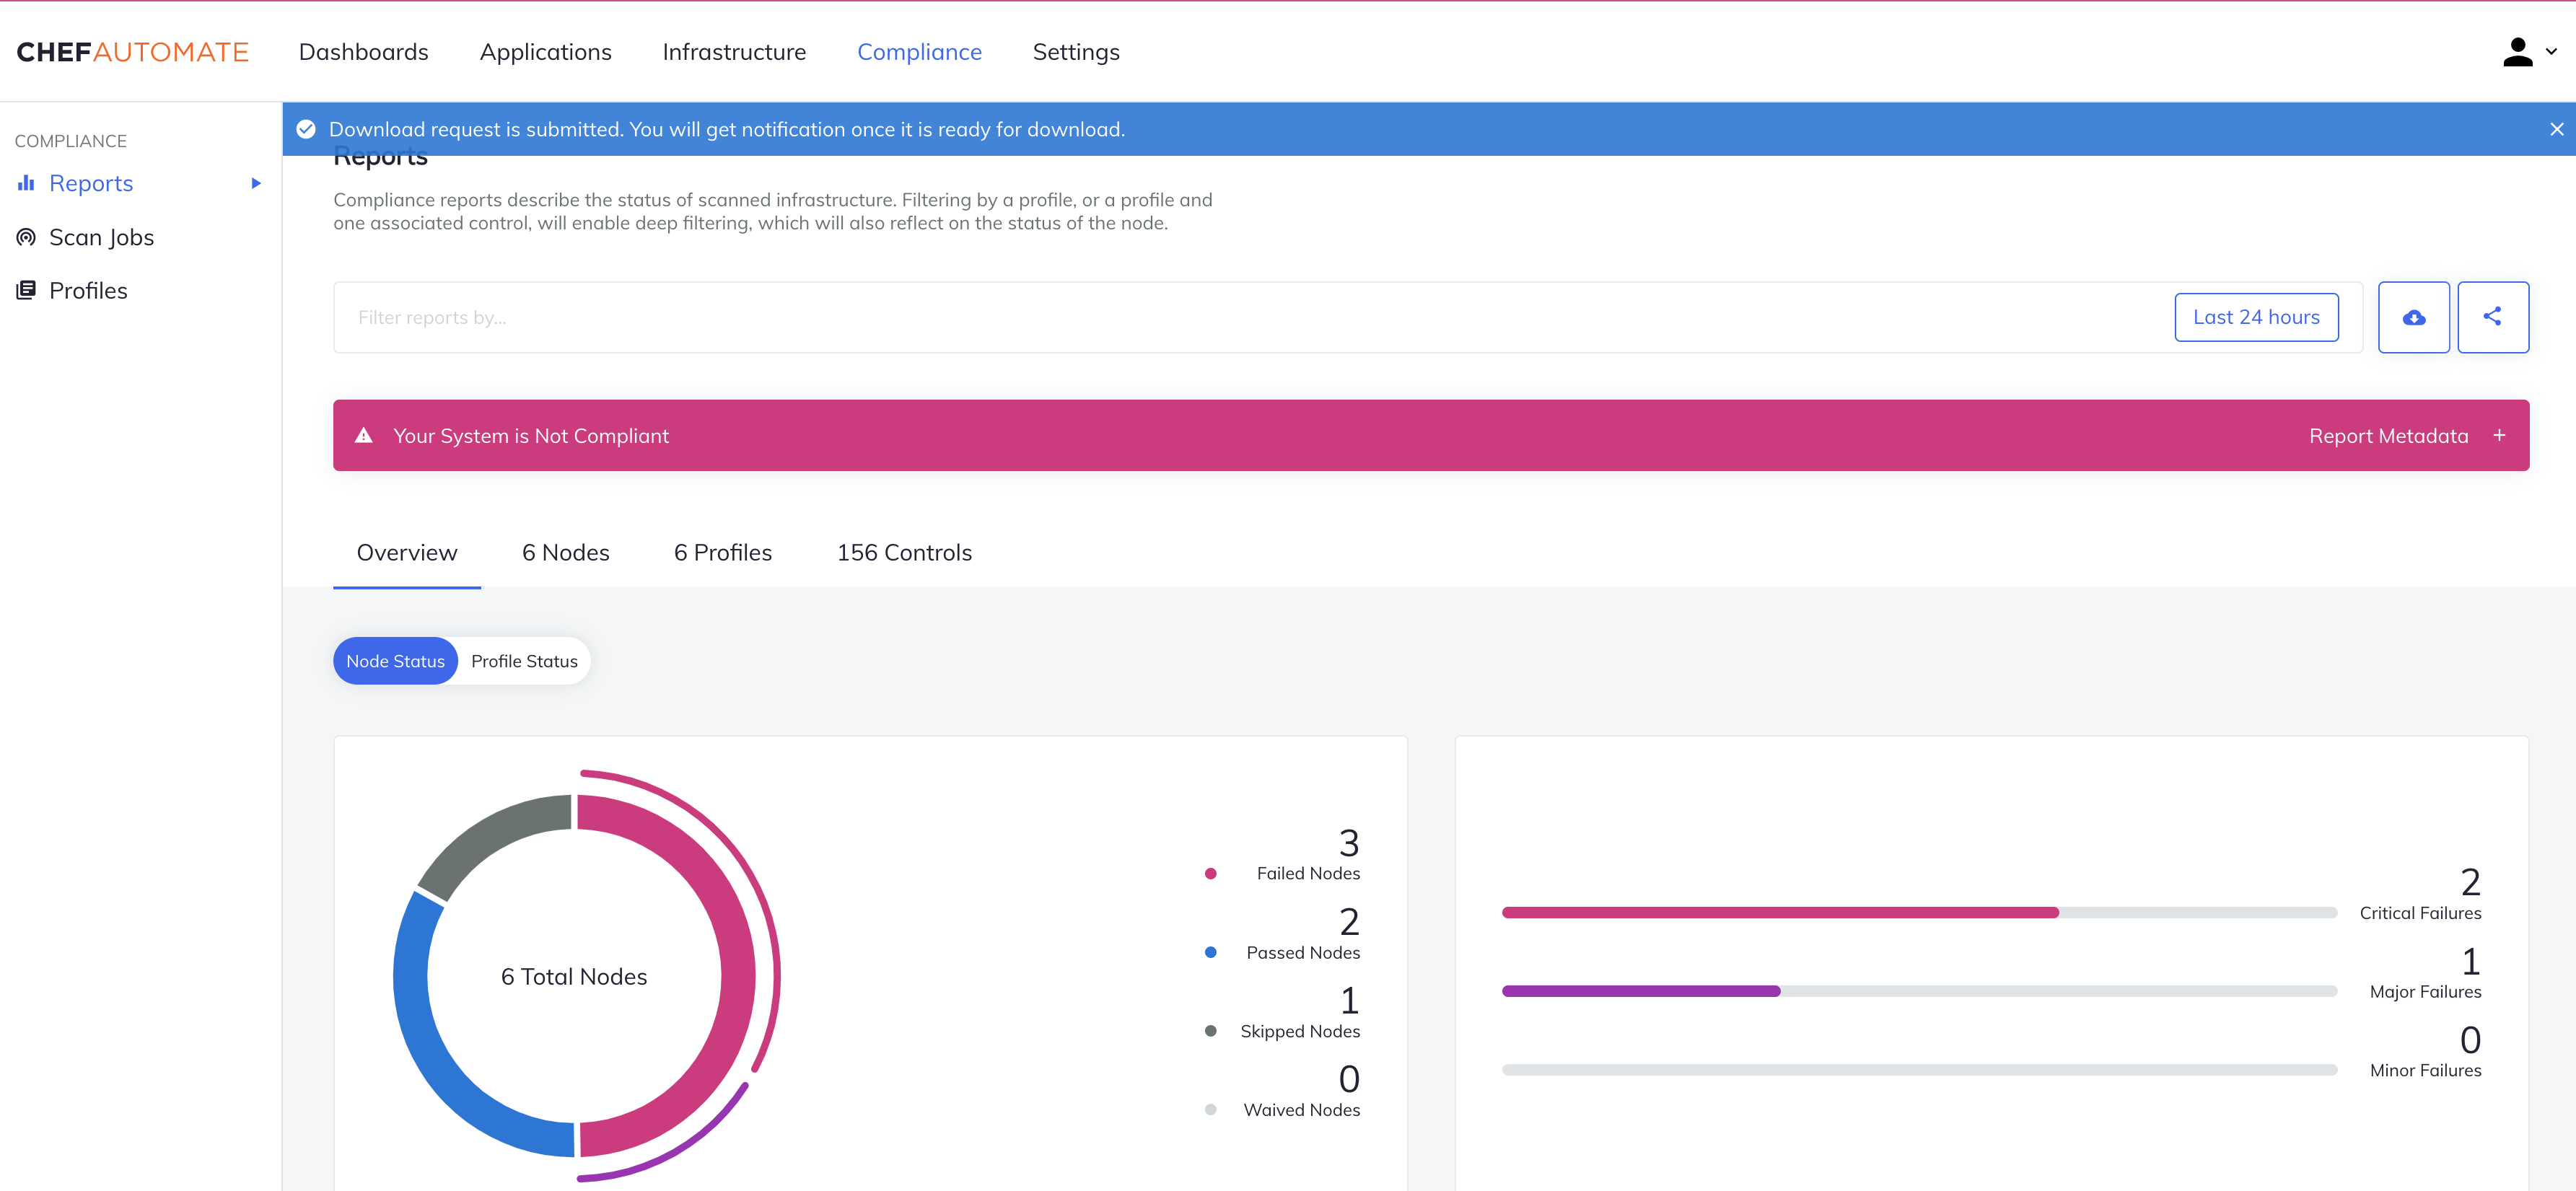 CHEFAUTOMATE
Dashboards
Applications
Infrastructure
Compliance
Settings
COMPLIANCE
Reports
Scan Jobs
Profiles
Download request is submitted. You will get notification once it is ready for download.
Reports
Compliance reports describe the status of scanned infrastructure. Filtering by a profile, or a profile and
one associated control, will enable deep filtering, which will also reflect on the status of the node.
Filter reports by...
Last 24 hours
Your System is Not Compliant
Report Metadata +
Overview
6 Nodes
6 Profiles
156 Controls
Node Status
Profile Status
6 Total Nodes
3
Failed Nodes
2
Passed Nodes
1
Skipped Nodes
0
Waived Nodes
2
Critical Failures
1
Major Failures
0
Minor Failures